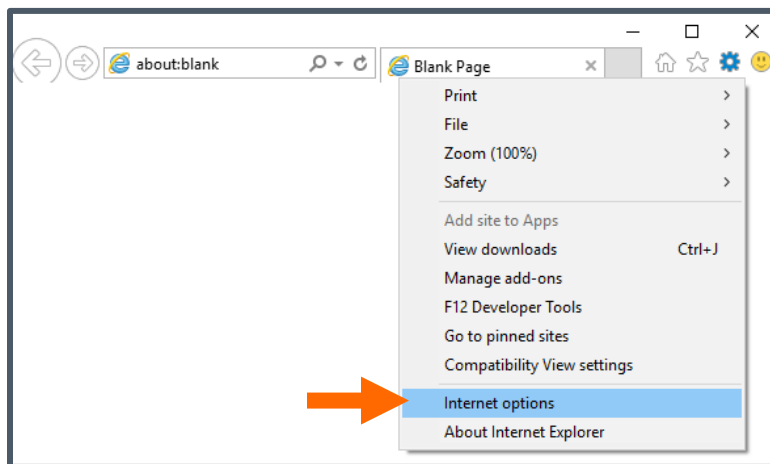 about:blank
Blank Page
Print
File
Zoom (100%)
Safety
Add site to Apps
View downloads Ctrl+J
Manage add-ons
F12 Developer Tools
Go to pinned sites
Compatibility View settings
Internet options
About Internet Explorer